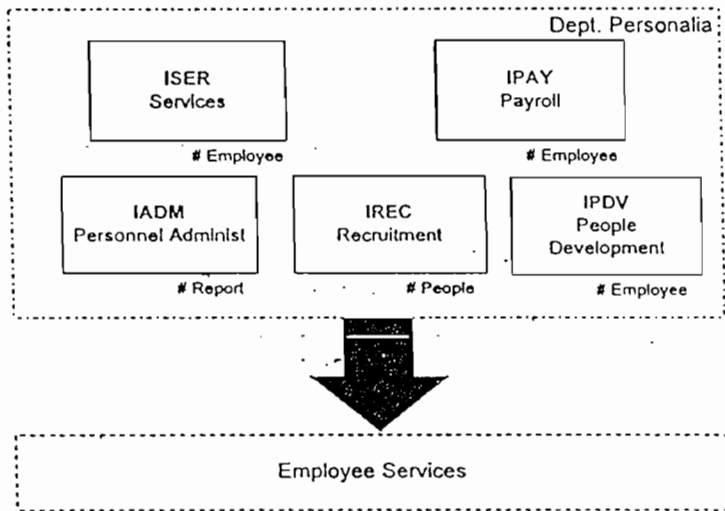 Dept. Personalia
ISER
Services
# Employee
IPAY
Payroll
# Employee
IADM
Personnel Administ
# Report
IREC
Recruitment
# People
IPDV
People
Development
# Employee
Employee Services